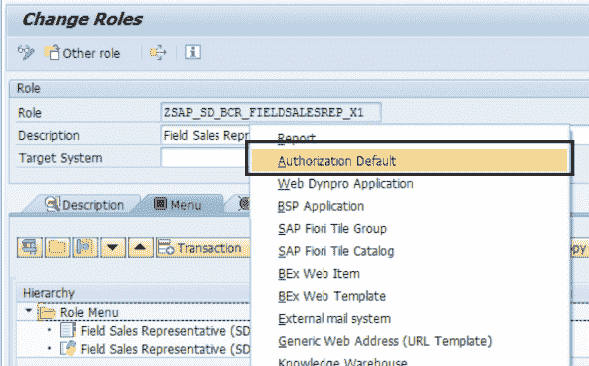 Change Roles
Other role
Role
Role ZSAP_SD_BCR_FIELDSALESREP_X1
Description Field Sales Repr
Target System
Report
Authorization Default
Web Dynpro Application
BSP Application
SAP Fiori Tile Group
SAP Fiori Tile Catalog
BEx Web Item
BEx Web Template
External mail system
Generic Web Address (URL Template)
Knowledge Warehouse
Description Menu
Transaction
opy
Hierarchy
Role Menu
Field Sales Representative (SD
Field Sales Representative (SD